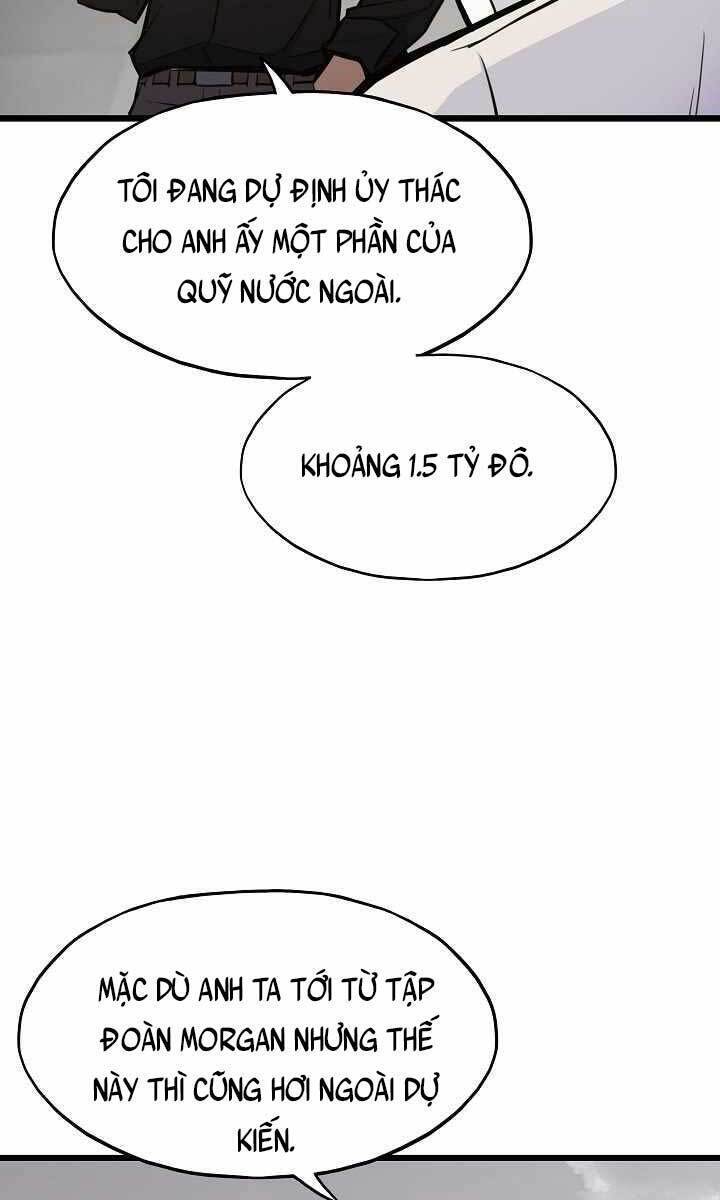 TÔI ĐANG DỰ ĐỊNH ỦY THÁC
CHO ANH ẤY MỘT PHẦN CỦA
QUỸ NƯỚC NGOÀI.
KHOẢNG 1.5 TỶ ĐÔ.
MẶC DÙ ANH TA TỚI TỪ TẬP
ĐOÀN MORGAN NHƯNG THẾ
NÀY THÌ CŨNG HƠI NGOÀI DỰ
KIẾN.